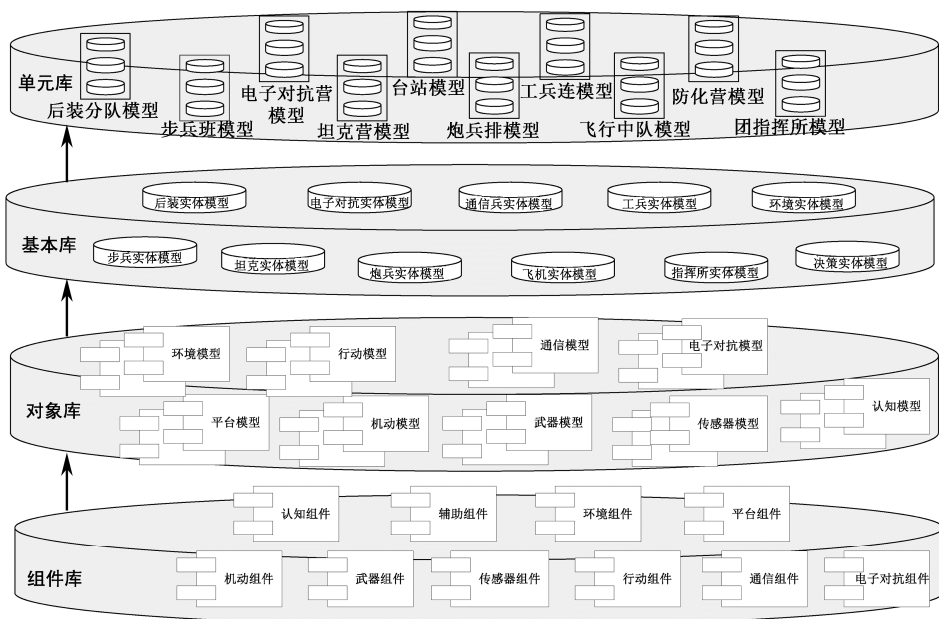 单元库
后装分队模型
步兵班模型
电子对抗营
模型
坦克营模型
台站模型
炮兵排模型
工兵连模型
飞行中队模型
防化营模型
团指挥所模型
基本库
后装实体模型
电子对抗实体模型
通信兵实体模型
工兵实体模型
环境实体模型
步兵实体模型
坦克实体模型
炮兵实体模型
飞机实体模型
指挥所实体模型
决策实体模型
对象库
环境模型
行动模型
通信模型
电子对抗模型
平台模型
机动模型
武器模型
传感器模型
认知模型
组件库
认知组件
辅助组件
环境组件
平台组件
机动组件
武器组件
传感器组件
行动组件
通信组件
电子对抗组件